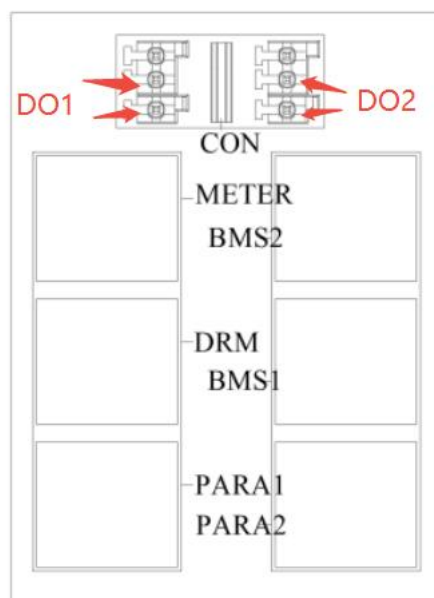 DO1
DO2
CON
METER
BMS2
DRM
BMS1
PARA1
PARA2